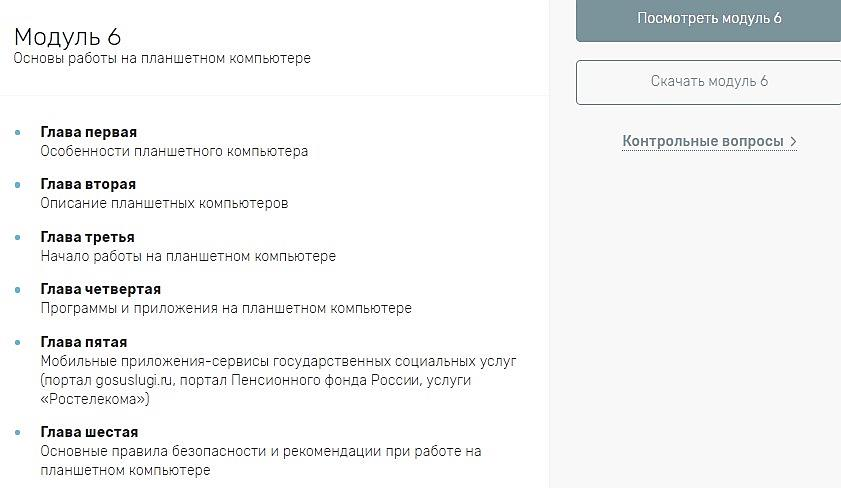 Модуль 6
Основы работы на планшетном компьютере
Глава первая
Особенности планшетного компьютера
Глава вторая
Описание планшетных компьютеров
Глава третья
Начало работы на планшетном компьютере
Глава четвертая
Программы и приложения на планшетном компьютере
Глава пятая
Мобильные приложения-сервисы государственных социальных услуг
(портал gosuslugi.ru, портал Пенсионного фонда России, услуги
«Ростелекома»)
Глава шестая
Основные правила безопасности и рекомендации при работе на
планшетном компьютере
Посмотреть модуль 6
Скачать модуль 6
Контрольные вопросы >